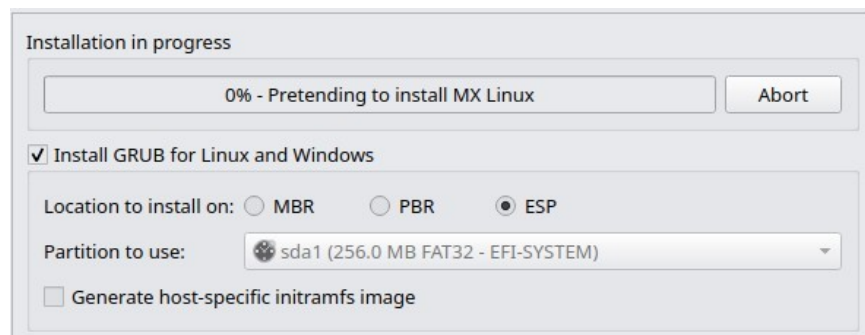 Installation in progress
0% - Pretending to install MX Linux Abort
Install GRUB for Linux and Windows
Location to install on: MBR PBR ESP
Partition to use: sda1 (256.0 MB FAT32 - EFI-SYSTEM)
Generate host-specific initramfs image